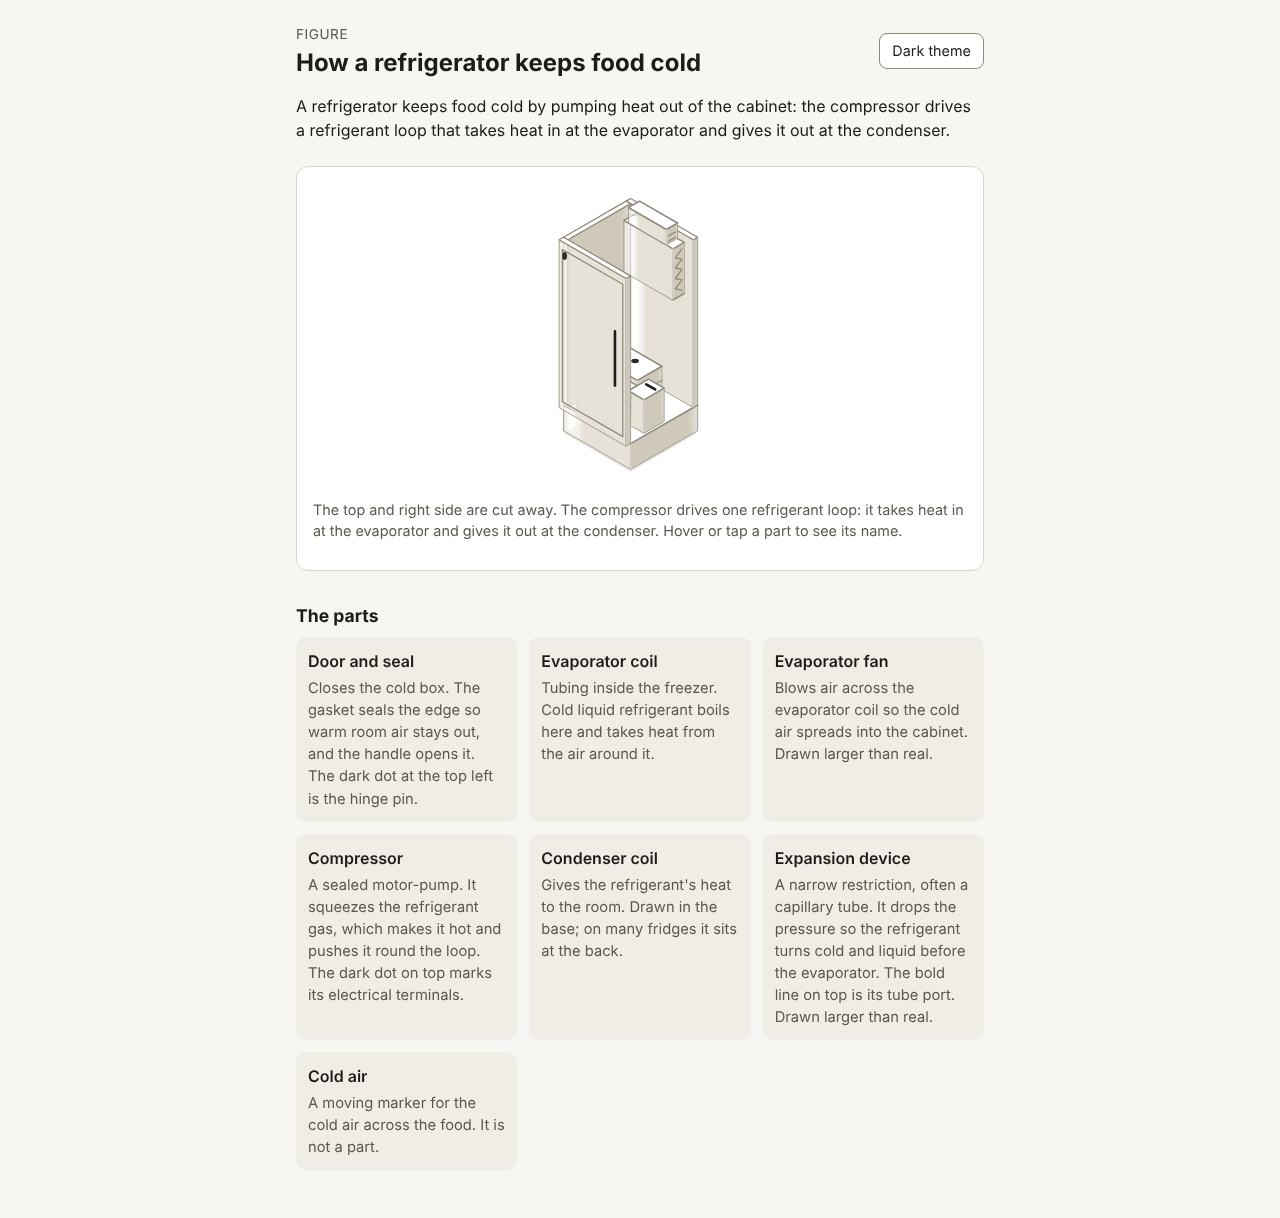 FIGURE
How a refrigerator keeps food cold
Dark theme
A refrigerator keeps food cold by pumping heat out of the cabinet: the compressor drives
a refrigerant loop that takes heat in at the evaporator and gives it out at the condenser.
The top and right side are cut away. The compressor drives one refrigerant loop: it takes heat in
at the evaporator and gives it out at the condenser. Hover or tap a part to see its name.
The parts
Door and seal
Closes the cold box. The
gasket seals the edge so
warm room air stays out,
and the handle opens it.
The dark dot at the top left
is the hinge pin.
Evaporator coil
Tubing inside the freezer.
Cold liquid refrigerant boils
here and takes heat from
the air around it.
Evaporator fan
Blows air across the
evaporator coil so the cold
air spreads into the cabinet.
Drawn larger than real.
Compressor
A sealed motor-pump. It
squeezes the refrigerant
gas, which makes it hot and
pushes it round the loop.
The dark dot on top marks
its electrical terminals.
Condenser coil
Gives the refrigerant's heat
to the room. Drawn in the
base; on many fridges it sits
at the back.
Expansion device
A narrow restriction, often a
capillary tube. It drops the
pressure so the refrigerant
turns cold and liquid before
the evaporator. The bold
line on top is its tube port.
Drawn larger than real.
Cold air
A moving marker for the
cold air across the food. It is
not a part.